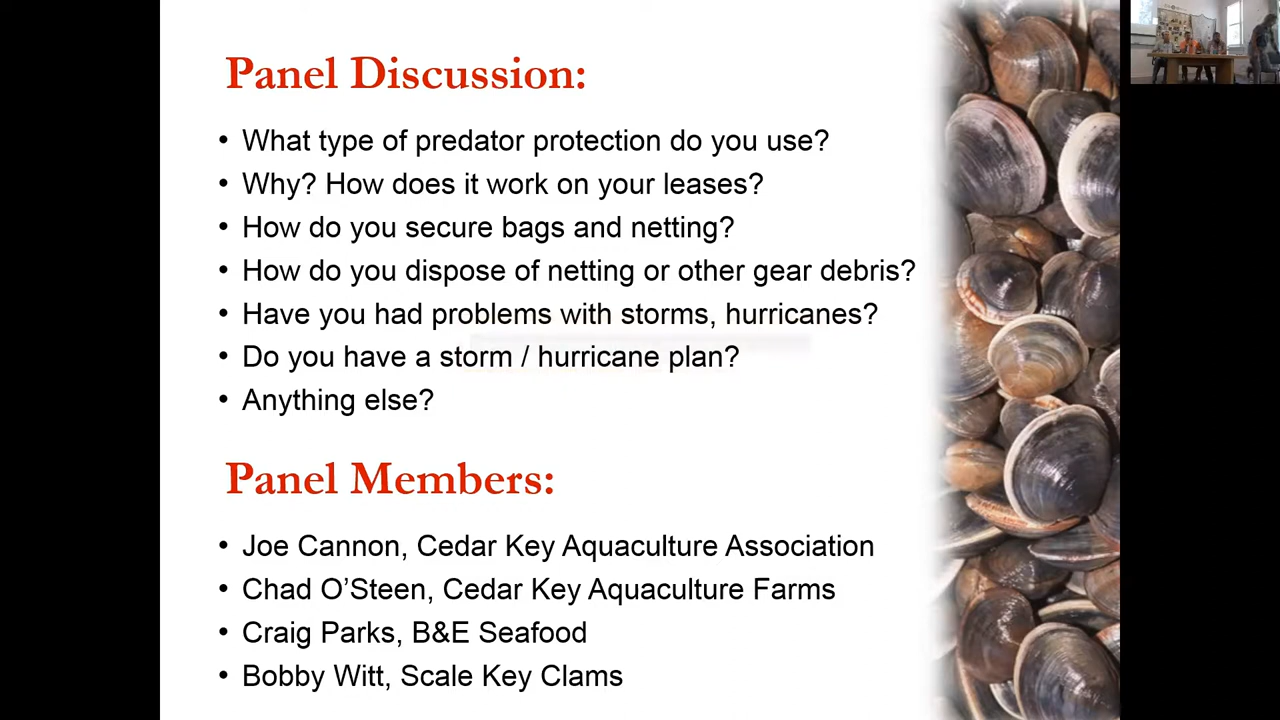 Panel Discussion:
• What type of predator protection do you use?
• Why? How does it work on your leases?
• How do you secure bags and netting?
• How do you dispose of netting or other gear debris?
• Have you had problems with storms, hurricanes?
• Do you have a storm / hurricane plan?
• Anything else?
Panel Members:
• Joe Cannon, Cedar Key Aquaculture Association
• Chad O’Steen, Cedar Key Aquaculture Farms
• Craig Parks, B&E Seafood
• Bobby Witt, Scale Key Clams